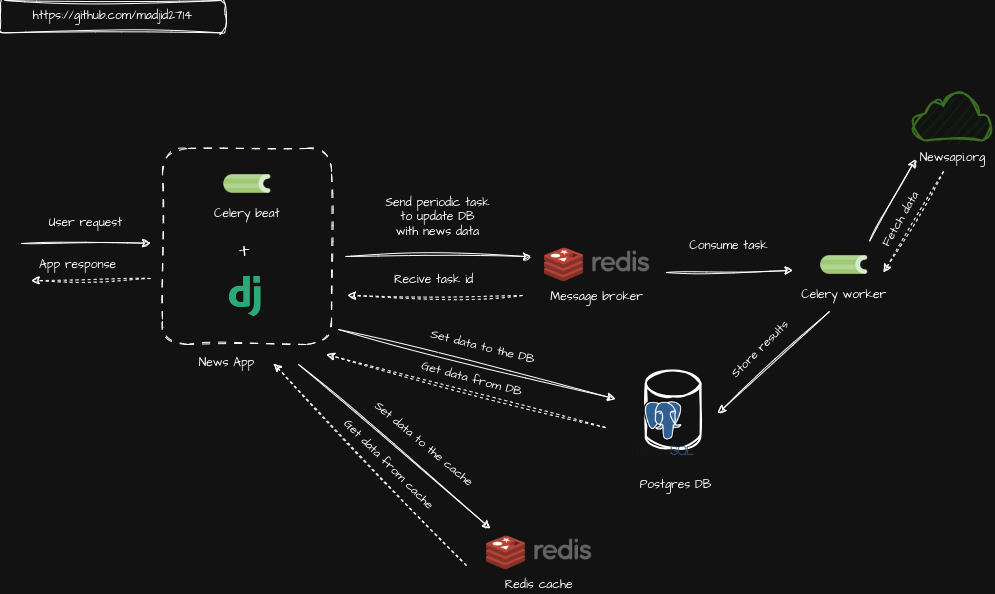 https://github.com/madjid2714
Newsapi.org
User request
App response
Celery beat
+
dj
News App
Send periodic task
to update DB
with news data
Recive task id
redis
Message broker
Consume task
Celery worker
Fetch data
Store results
Set data to the DB
Get data from DB
SQL
Postgres DB
Set data to the cache
Get data from cache
redis
Redis cache